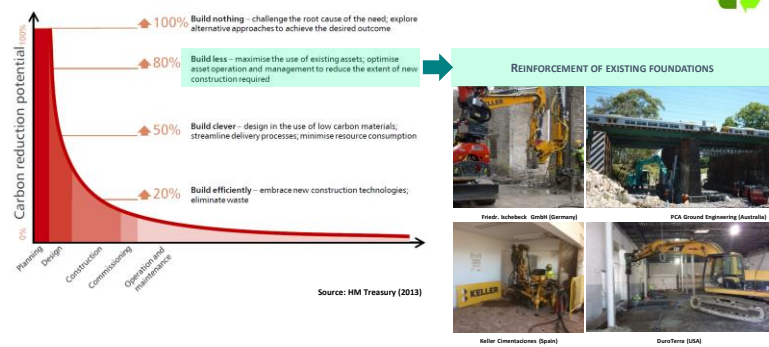 Carbon reduction potential
100%
0%
100%
Build nothing – challenge the root cause of the need; explore
alternative approaches to achieve the desired outcome
80%
Build less – maximise the use of existing assets; optimise
asset operation and management to reduce the extent of new
construction required
50%
Build clever – design in the use of low carbon materials;
streamline delivery processes; minimise resource consumption
20%
Build efficiently – embrace new construction technologies;
eliminate waste
Planning
Design
Construction
Commissioning
Operation and
maintenance
Source: HM Treasury (2013)
REINFORCEMENT OF EXISTING FOUNDATIONS
Friedr. Ischebeck GmbH (Germany)
PCA Ground Engineering (Australia)
KELLER
KELLER
Keller Cimentaciones (Spain)
DuroTerra (USA)